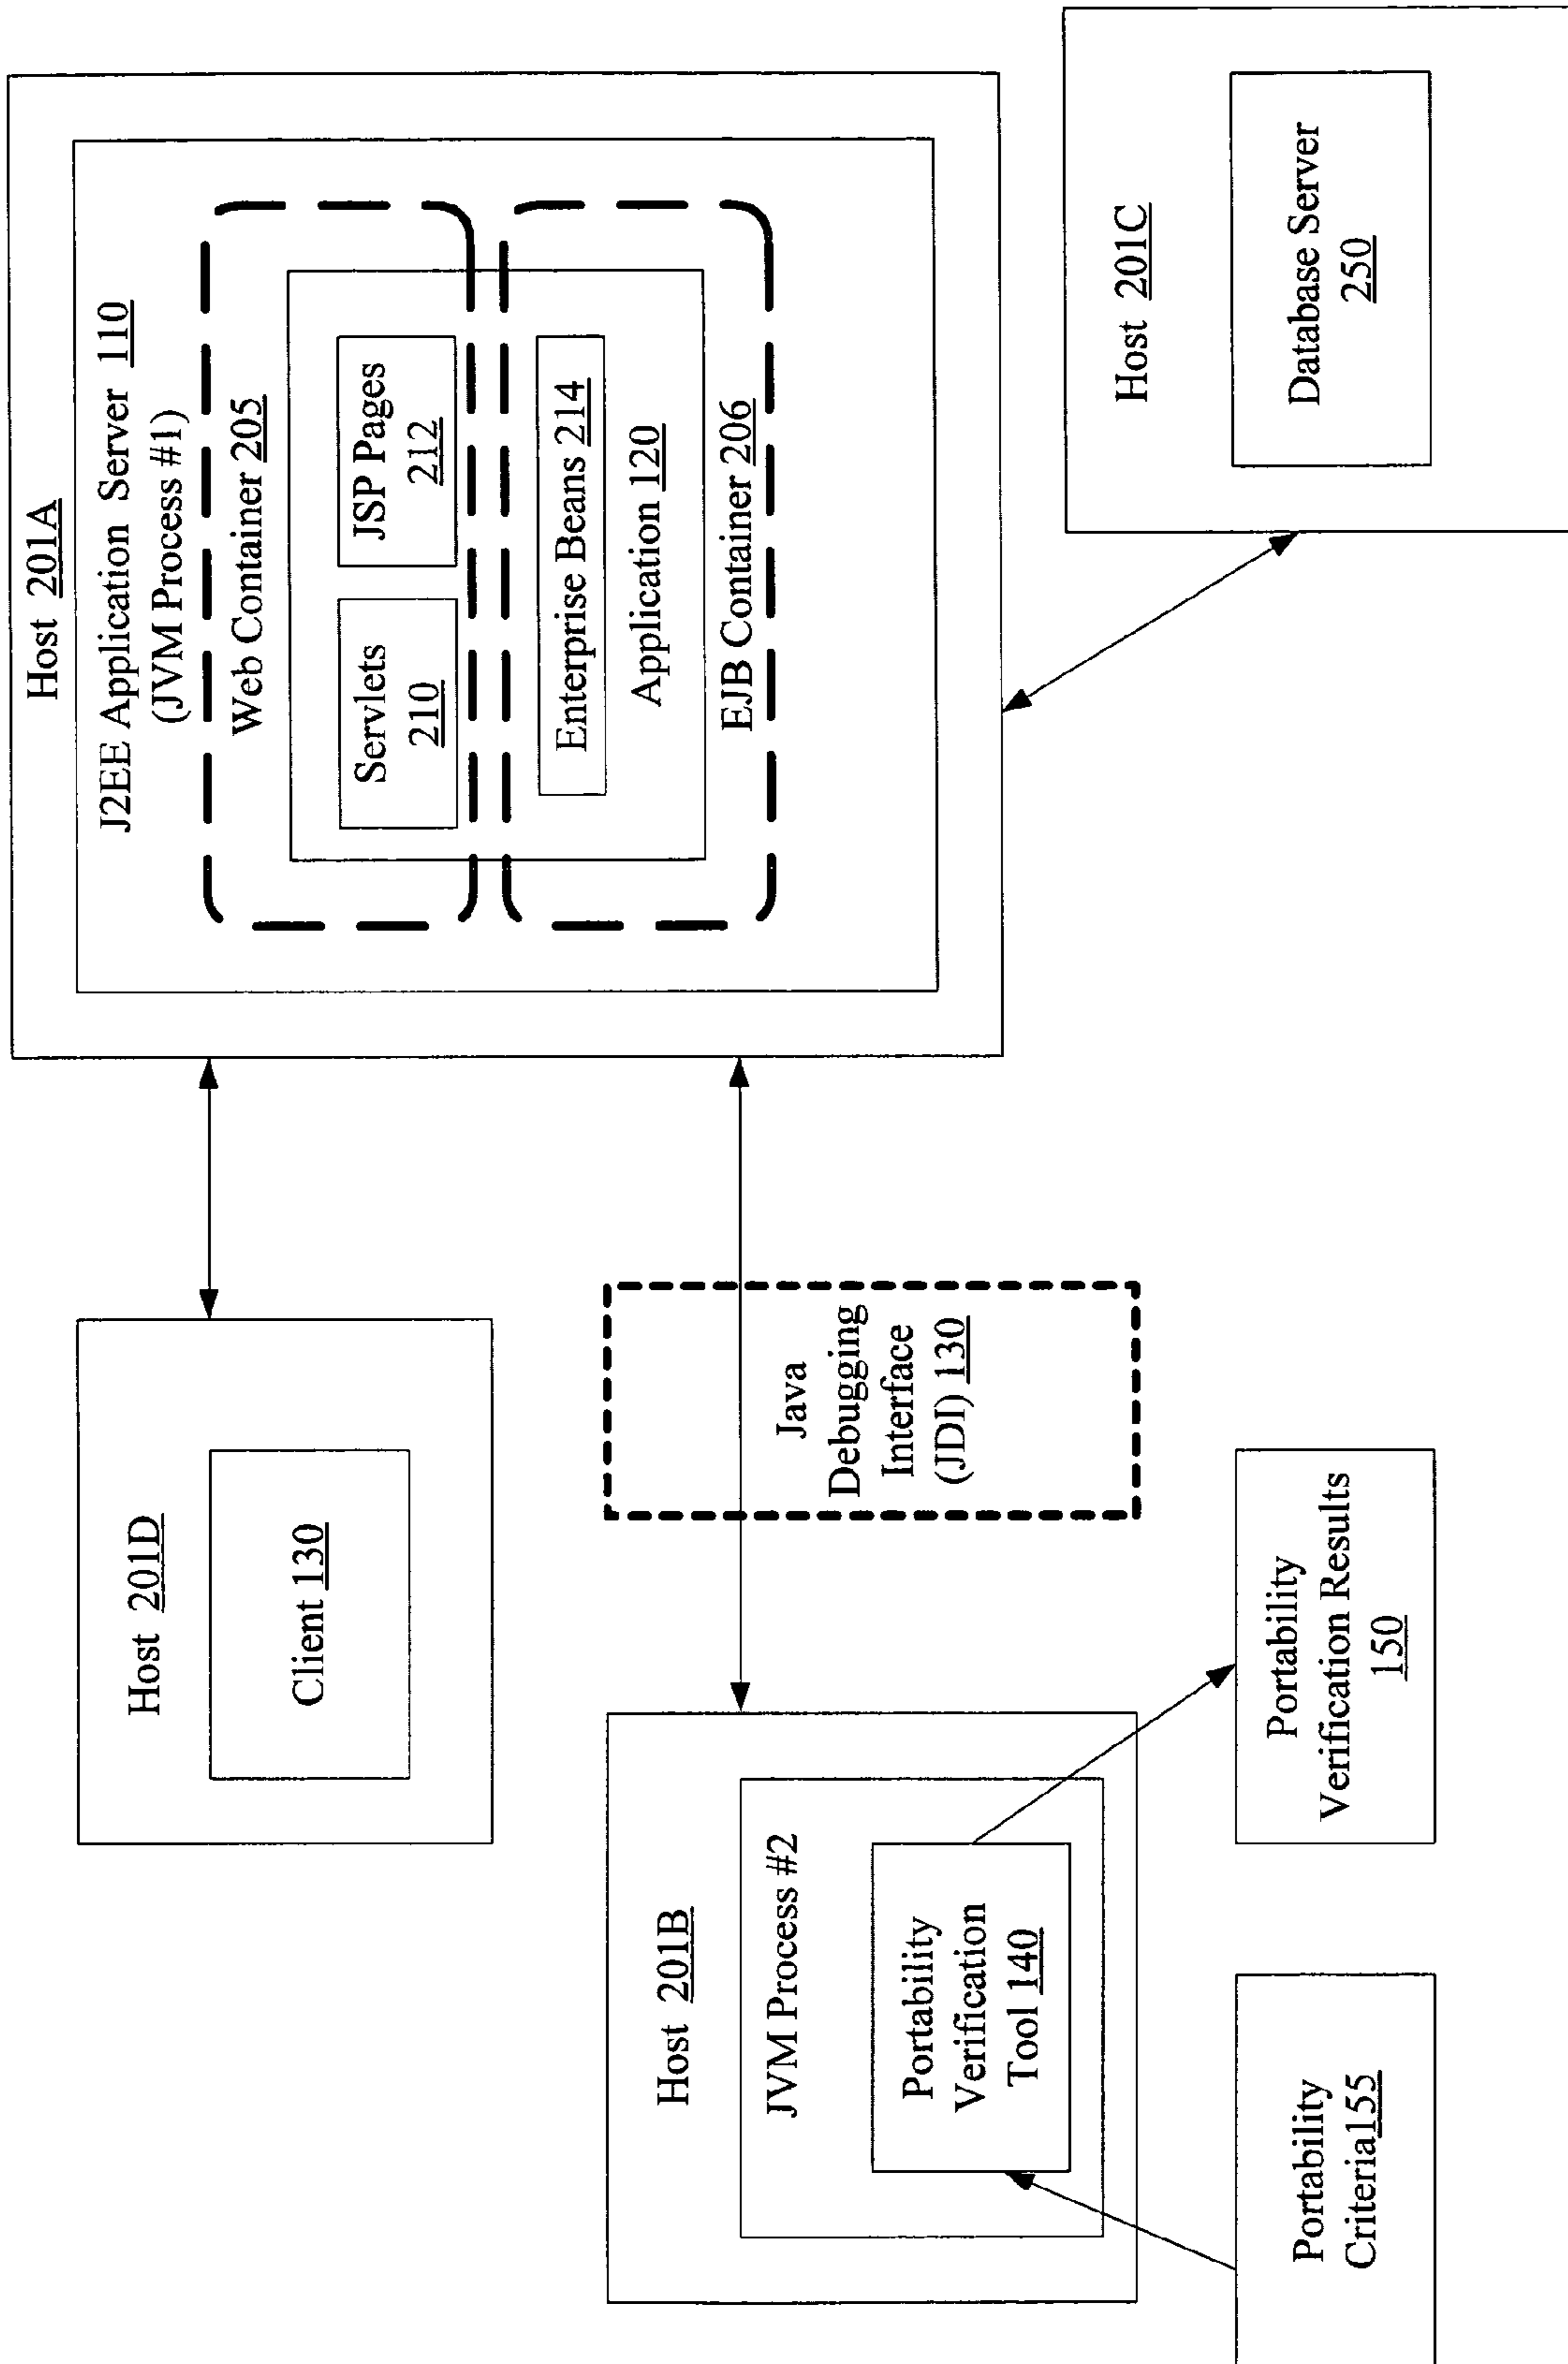 Host 201D
Client 130
Host 201A
J2EE Application Server 110
(JVM Process #1)
Web Container 205
Servlets
210
JSP Pages
212
Enterprise Beans 214
Application 120
EJB Container 206
Host 201B
JVM Process #2
Portability
Verification
Tool 140
Java
Debugging
Interface
(JDI) 130
Portability
Criteria155
Portability
Verification Results
150
Host 201C
Database Server
250